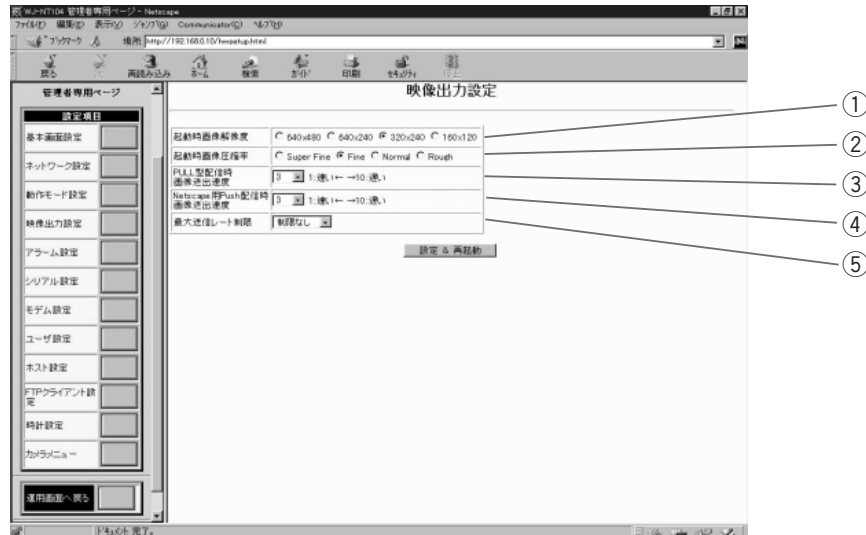 WJ-NT104 管理者専用ページ - Netscape
ファイル(F) 編集(E) 表示(V) ジャンプ(G) Communicator(C) ヘルプ(H)
ブックマーク 場所 http://192.168.0.10/hwsetup.html
戻る 再読み込み ホーム 検索 ガイド 印刷 セキュリティ 停止
管理者専用ページ
設定項目
基本画面設定
ネットワーク設定
動作モード設定
映像出力設定
アラーム設定
シリアル設定
モデム設定
ユーザ設定
ホスト設定
FTPクライアント設定
時計設定
カメラメニュー
運用画面へ戻る
映像出力設定
起動時画像解像度 640x480 640x240 320x240 160x120 ①
起動時画像圧縮率 Super Fine Fine Normal Rough ②
PULL型配信時
画像送出速度 3 1:速い← →10:遅い ③
Netscape用Push配信時
画像送出速度 3 1:速い← →10:遅い ④
最大送信レート制限 制限なし ⑤
設定 & 再起動
ドキュメント 完了。